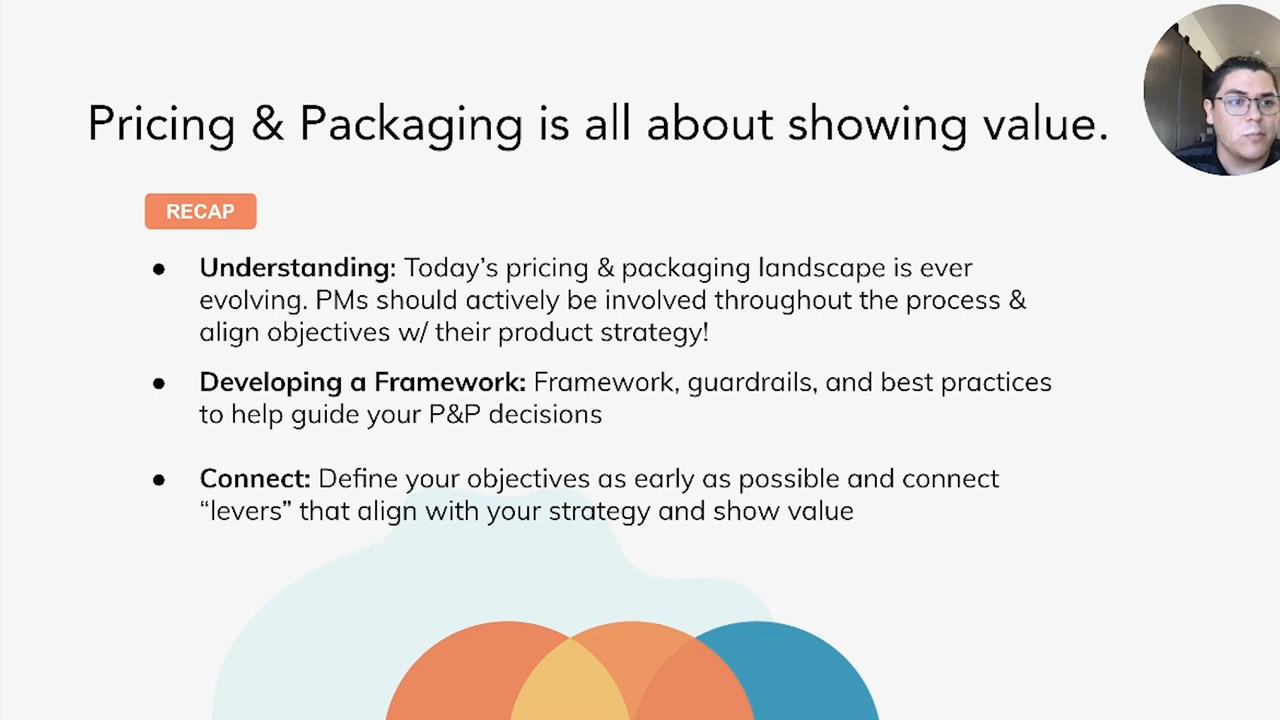 Pricing & Packaging is all about showing value.
RECAP
● Understanding: Today’s pricing & packaging landscape is ever
evolving. PMs should actively be involved throughout the process &
align objectives w/ their product strategy!
● Developing a Framework: Framework, guardrails, and best practices
to help guide your P&P decisions
● Connect: Define your objectives as early as possible and connect
“levers” that align with your strategy and show value